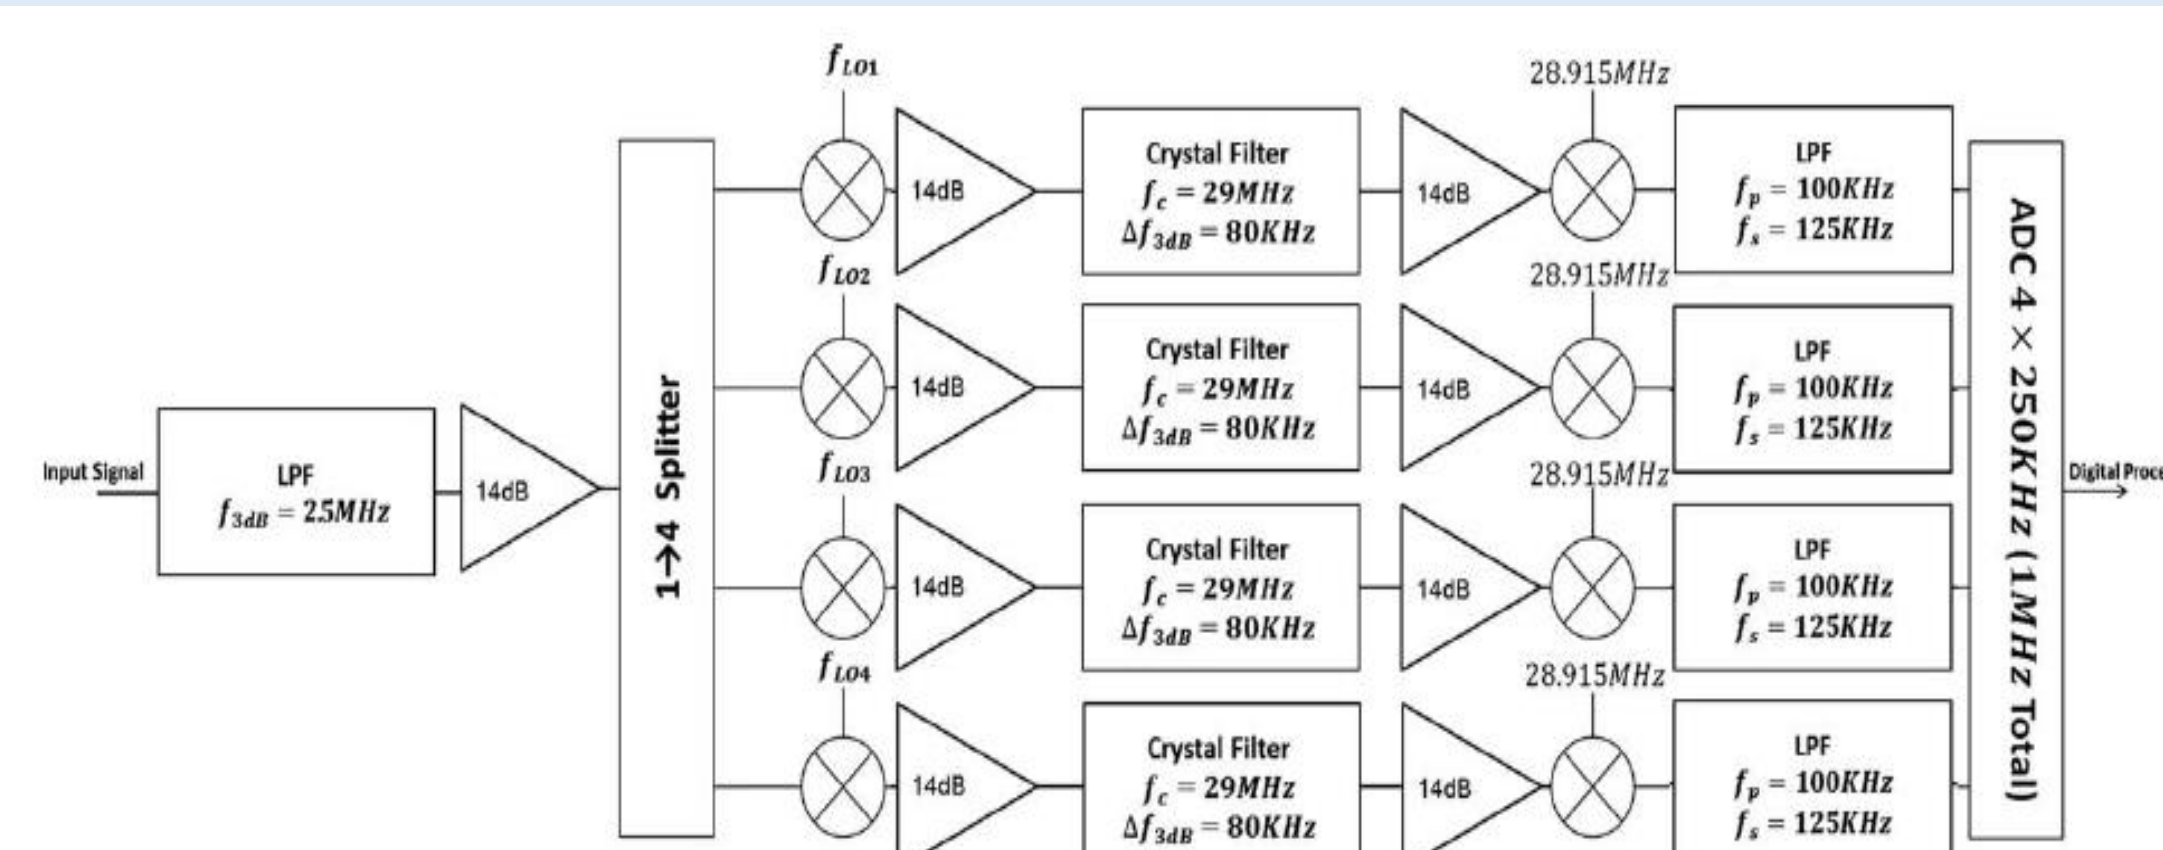 Input Signal
LPF
f3dB = 25MHz
14dB
1→4 Splitter
fLO1
14dB
Crystal Filter
fc = 29MHz
Δf3dB = 80KHz
14dB
28.915MHz
LPF
fp = 100KHz
fs = 125KHz
fLO2
14dB
Crystal Filter
fc = 29MHz
Δf3dB = 80KHz
14dB
28.915MHz
LPF
fp = 100KHz
fs = 125KHz
fLO3
14dB
Crystal Filter
fc = 29MHz
Δf3dB = 80KHz
14dB
28.915MHz
LPF
fp = 100KHz
fs = 125KHz
fLO4
14dB
Crystal Filter
fc = 29MHz
Δf3dB = 80KHz
14dB
28.915MHz
LPF
fp = 100KHz
fs = 125KHz
ADC 4 × 250KHz (1MHz Total)
Digital Proce